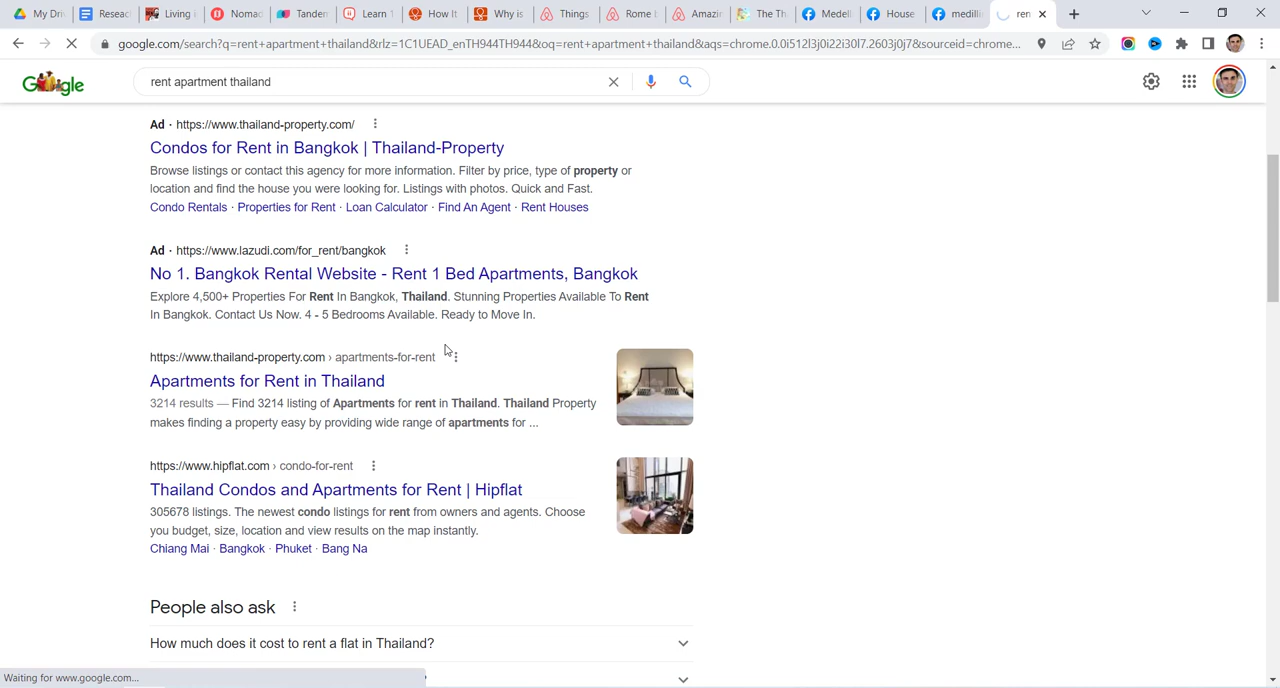 My Driv
Reseac
Living i
Nomad
Tandem
Learn 1
How It
Why is
Things
Rome b
Amazin
The Th
Medell
House
medillin
ren
google.com/search?q=rent+apartment+thailand&rlz=1C1UEAD_enTH944TH944&oq=rent+apartment+thailand&aqs=chrome.0.0i512l3j0i22i30l7.2603j0j7&sourceid=chrome...
Google
rent apartment thailand
Ad · https://www.thailand-property.com/
Condos for Rent in Bangkok | Thailand-Property
Browse listings or contact this agency for more information. Filter by price, type of property or
location and find the house you were looking for. Listings with photos. Quick and Fast.
Condo Rentals · Properties for Rent · Loan Calculator · Find An Agent · Rent Houses
Ad · https://www.lazudi.com/for_rent/bangkok
No 1. Bangkok Rental Website - Rent 1 Bed Apartments, Bangkok
Explore 4,500+ Properties For Rent In Bangkok, Thailand. Stunning Properties Available To Rent
In Bangkok. Contact Us Now. 4 - 5 Bedrooms Available. Ready to Move In.
https://www.thailand-property.com › apartments-for-rent
Apartments for Rent in Thailand
3214 results — Find 3214 listing of Apartments for rent in Thailand. Thailand Property
makes finding a property easy by providing wide range of apartments for ...
https://www.hipflat.com › condo-for-rent
Thailand Condos and Apartments for Rent | Hipflat
305678 listings. The newest condo listings for rent from owners and agents. Choose
you budget, size, location and view results on the map instantly.
Chiang Mai · Bangkok · Phuket · Bang Na
People also ask
How much does it cost to rent a flat in Thailand?
Waiting for www.google.com...